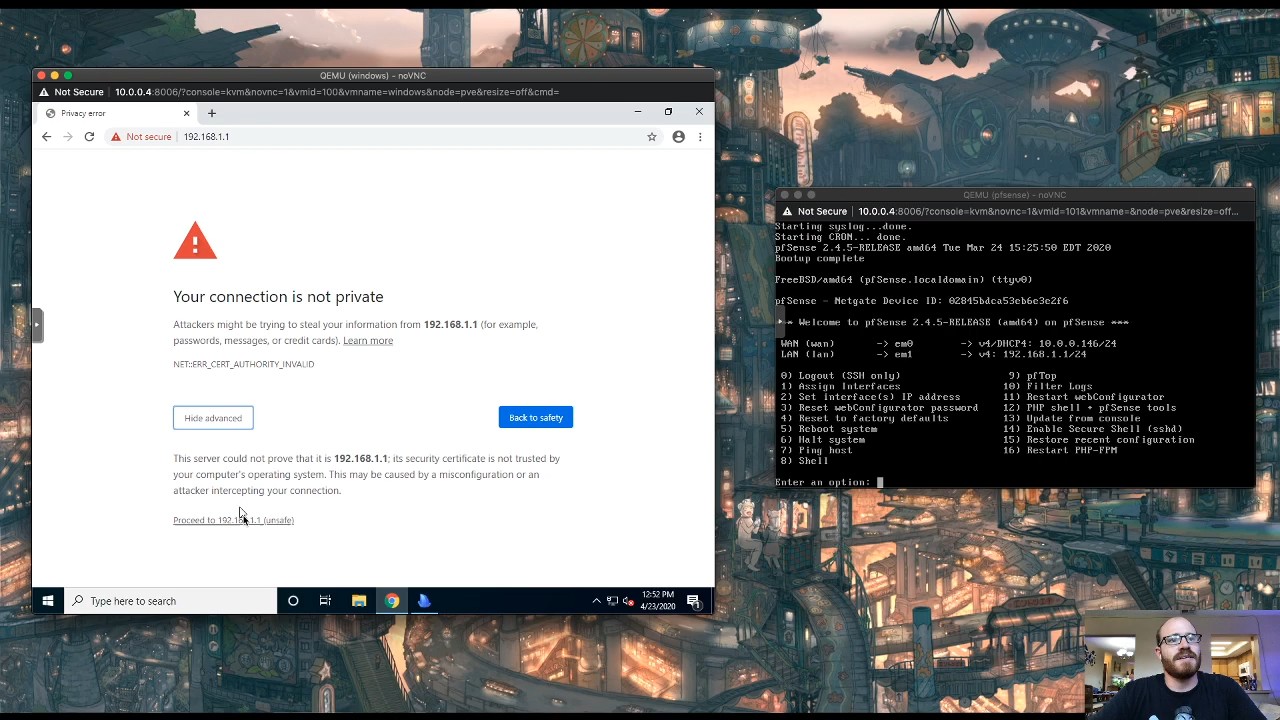 QEMU (windows) - noVNC
Not Secure 10.0.0.4:8006/?console=kvm&novnc=1&vmid=100&vmname=windows&node=pve&resize=off&cmd=
Privacy error
Not secure 192.168.1.1
Your connection is not private
Attackers might be trying to steal your information from 192.168.1.1 (for example,
passwords, messages, or credit cards). Learn more
NET::ERR_CERT_AUTHORITY_INVALID
Hide advanced
Back to safety
This server could not prove that it is 192.168.1.1; its security certificate is not trusted by
your computer's operating system. This may be caused by a misconfiguration or an
attacker intercepting your connection.
Proceed to 192.168.1.1 (unsafe)
Type here to search
12:52 PM
4/23/2020
1
QEMU (pfsense) - noVNC
Not Secure 10.0.0.4:8006/?console=kvm&novnc=1&vmid=101&vmname=&node=pve&resize=off...
Starting syslog...done.
Starting CRON... done.
pfSense 2.4.5-RELEASE amd64 Tue Mar 24 15:25:50 EDT 2020
Bootup complete
FreeBSD/amd64 (pfSense.localdomain) (ttyv0)
pfSense - Netgate Device ID: 02845bdca53eb6e3e2f6
* Welcome to pfSense 2.4.5-RELEASE (amd64) on pfSense ***
WAN (wan) -> em0 -> v4/DHCP4: 10.0.0.146/24
LAN (lan) -> em1 -> v4: 192.168.1.1/24
0) Logout (SSH only) 9) pfTop
1) Assign Interfaces 10) Filter Logs
2) Set interface(s) IP address 11) Restart webConfigurator
3) Reset webConfigurator password 12) PHP shell + pfSense tools
4) Reset to factory defaults 13) Update from console
5) Reboot system 14) Enable Secure Shell (sshd)
6) Halt system 15) Restore recent configuration
7) Ping host 16) Restart PHP-FPM
8) Shell
Enter an option: